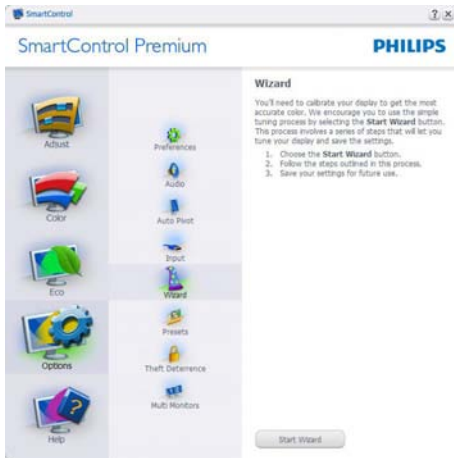 SmartControl
SmartControl Premium
PHILIPS
Adjust
Color
Eco
Options
Help
Preferences
Audio
Auto Pivot
Input
Wizard
Presets
Theft Deterrence
Multi Monitors
Wizard
You'll need to calibrate your display to get the most
accurate color. We encourage you to use the simple
tuning process by selecting the Start Wizard button.
This process involves a series of steps that will let you
tune your display and save the settings.
1. Choose the Start Wizard button.
2. Follow the steps outlined in this process.
3. Save your settings for future use.
Start Wizard